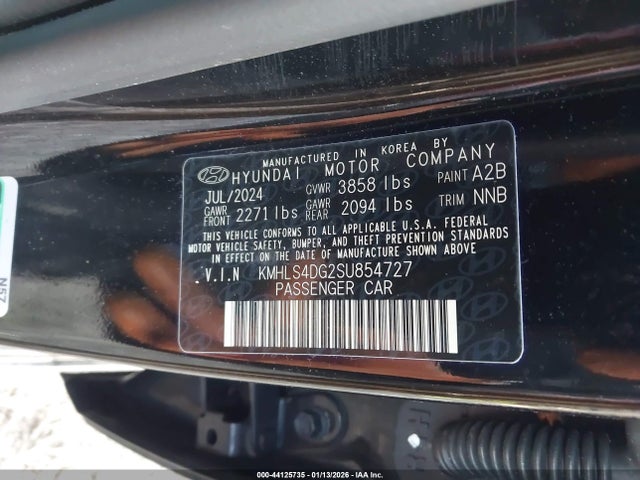 MANUFACTURED IN KOREA BY
HYUNDAI MOTOR COMPANY
JUL/2024 GVWR 3858 lbs PAINT A2B
GAWR FRONT 2271 lbs GAWR REAR 2094 lbs TRIM NNB
THIS VEHICLE CONFORMS TO ALL APPLICABLE U.S.A. FEDERAL
MOTOR VEHICLE SAFETY, BUMPER, AND THEFT PREVENTION STANDARDS
IN EFFECT ON THE DATE OF MANUFACTURE SHOWN ABOVE.
V.I.N KMHLS4DG2SU854727
PASSENGER CAR
N57
000-44125735 - 01/13/2026 - IAA Inc.